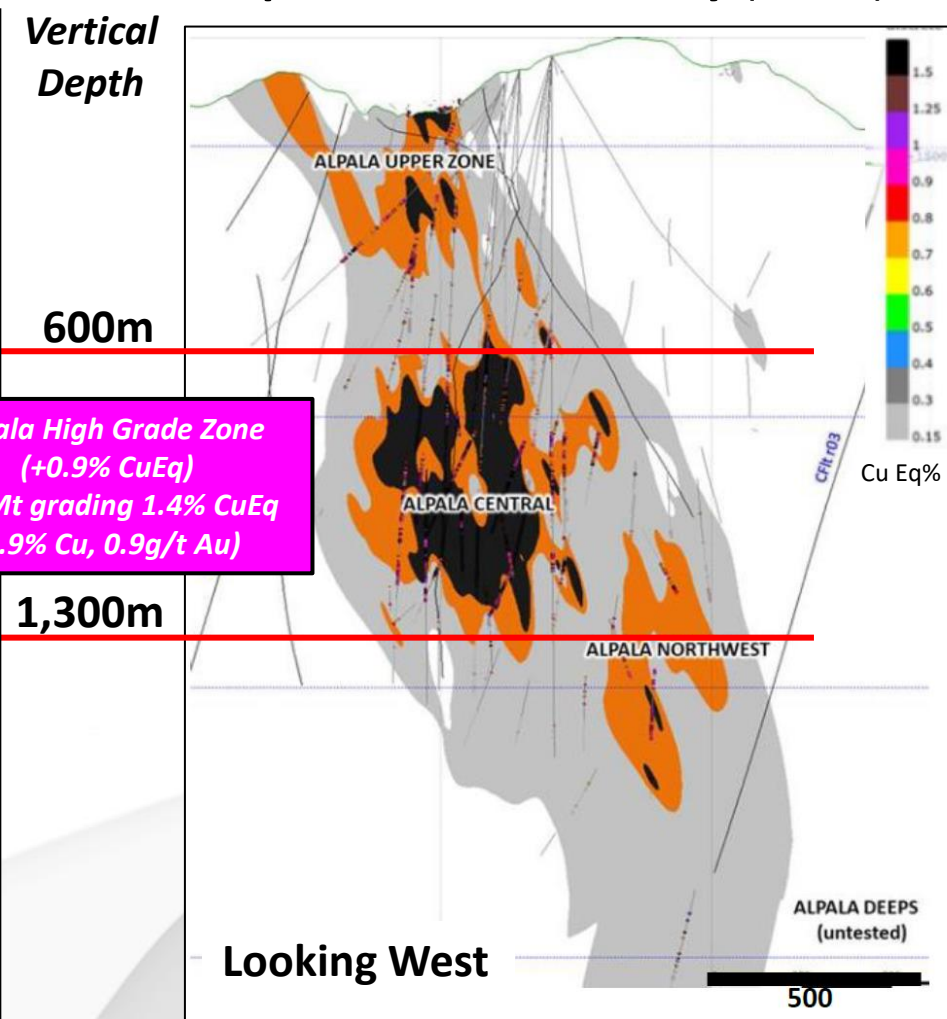 Vertical
Depth
ALPALA UPPER ZONE
600m
ala High Grade Zone
(+0.9% CuEq)
Mt grading 1.4% CuEq
.9% Cu, 0.9g/t Au)
ALPALA CENTRAL
1,300m
ALPALA NORTHWEST
CFlt r03
1.5
1.25
1
0.9
0.8
0.7
0.6
0.5
0.4
0.3
0.15
Cu Eq%
ALPALA DEEPS
(untested)
Looking West
500